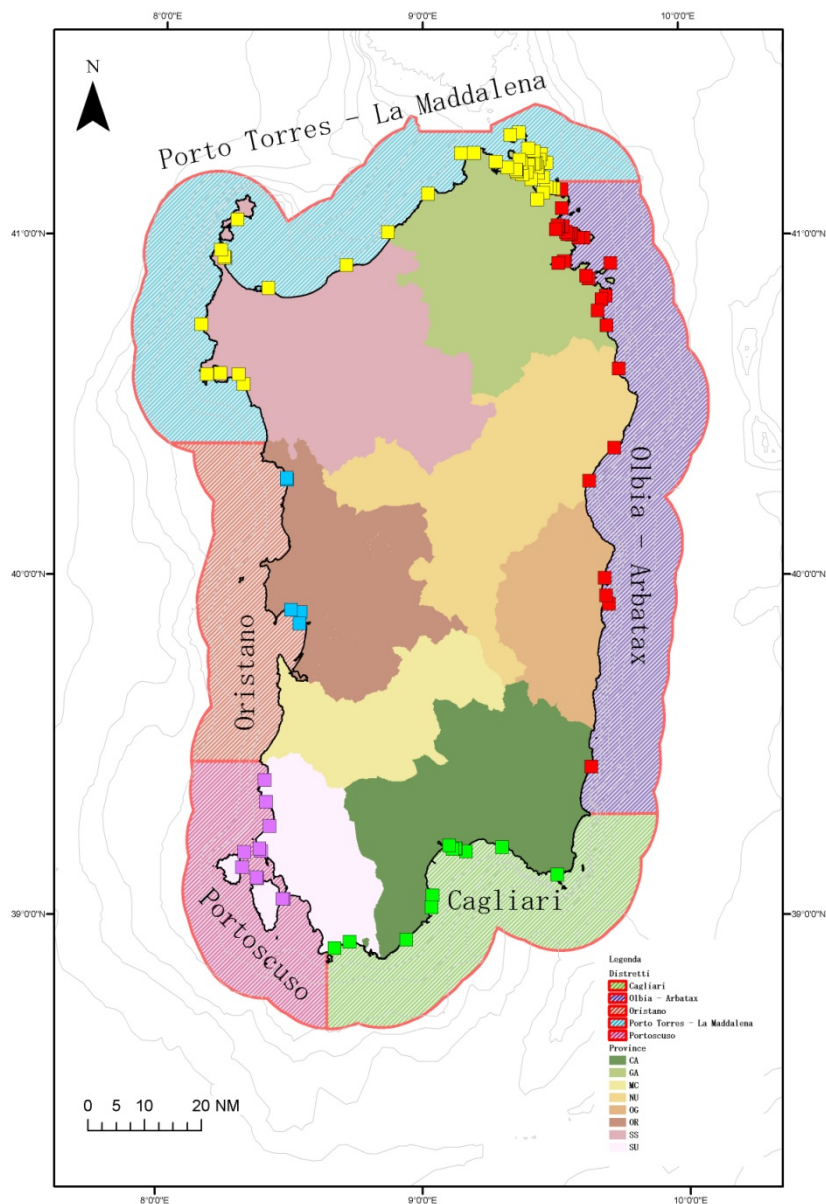 8°0'0"E 9°0'0"E 10°0'0"E
N
Porto Torres - La Maddalena
41°0'0"N 41°0'0"N
Olbia - Arbatax
40°0'0"N 40°0'0"N
Oristano
39°0'0"N 39°0'0"N
Cagliari
Portoscuso
Legenda
Distretti
Cagliari
Olbia - Arbatax
Oristano
Porto Torres - La Maddalena
Portoscuso
Province
CA
GA
MC
NU
OG
OR
SS
SU
0 5 10 20 NM
8°0'0"E 9°0'0"E 10°0'0"E